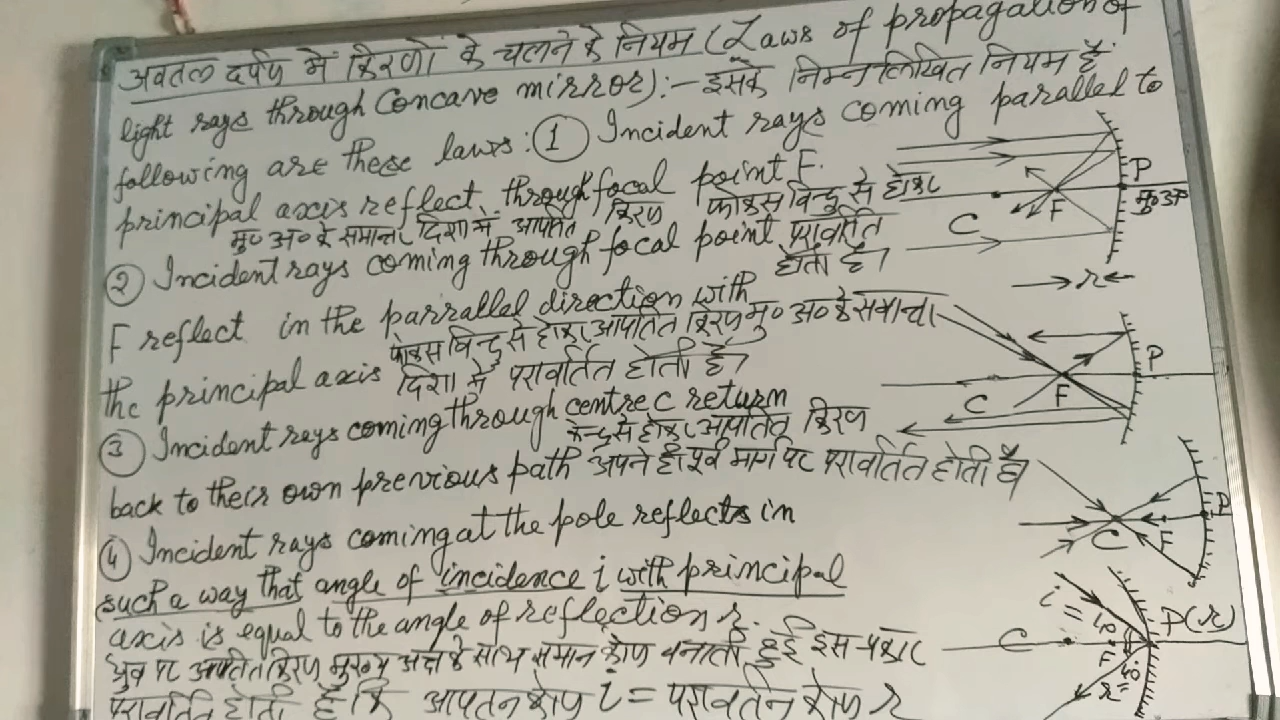 अवतल दर्पण में किरणों के चलने के नियम (Laws of propagation of
light rays through Concave mirror):- इसके निम्नलिखित नियम हैं
following are these laws: ① Incident rays coming parallel to
principal axis reflect through focal point F.
मु० अ० के समान्तर दिशा में आपतित किरण फोकस बिन्दु से होकर
② Incident rays coming through focal point परावर्तित
होती है।
F reflect in the parrallel direction with
फोकस बिन्दु से होकर आपतित किरण मु० अ० के समान्तर
the principal axis दिशा में परावर्तित होती है।
③ Incident rays coming through centre C return
केन्द्र से होकर आपतित किरण
back to their own previous path अपने ही पूर्व मार्ग पर परावर्तित होती है।
④ Incident rays coming at the pole reflects in
such a way that angle of incidence i with principal
axis is equal to the angle of reflection r.
ध्रुव पर आपतित किरण मुख्य अक्ष के साथ समान कोण बनाती हुई इस प्रकार
परावर्तित होती है कि आपतन कोण i = परावर्तन कोण r
P
मु० अ०
F
C
r
P
F
C
P
F
C
i =
P(r)
C
F
r =